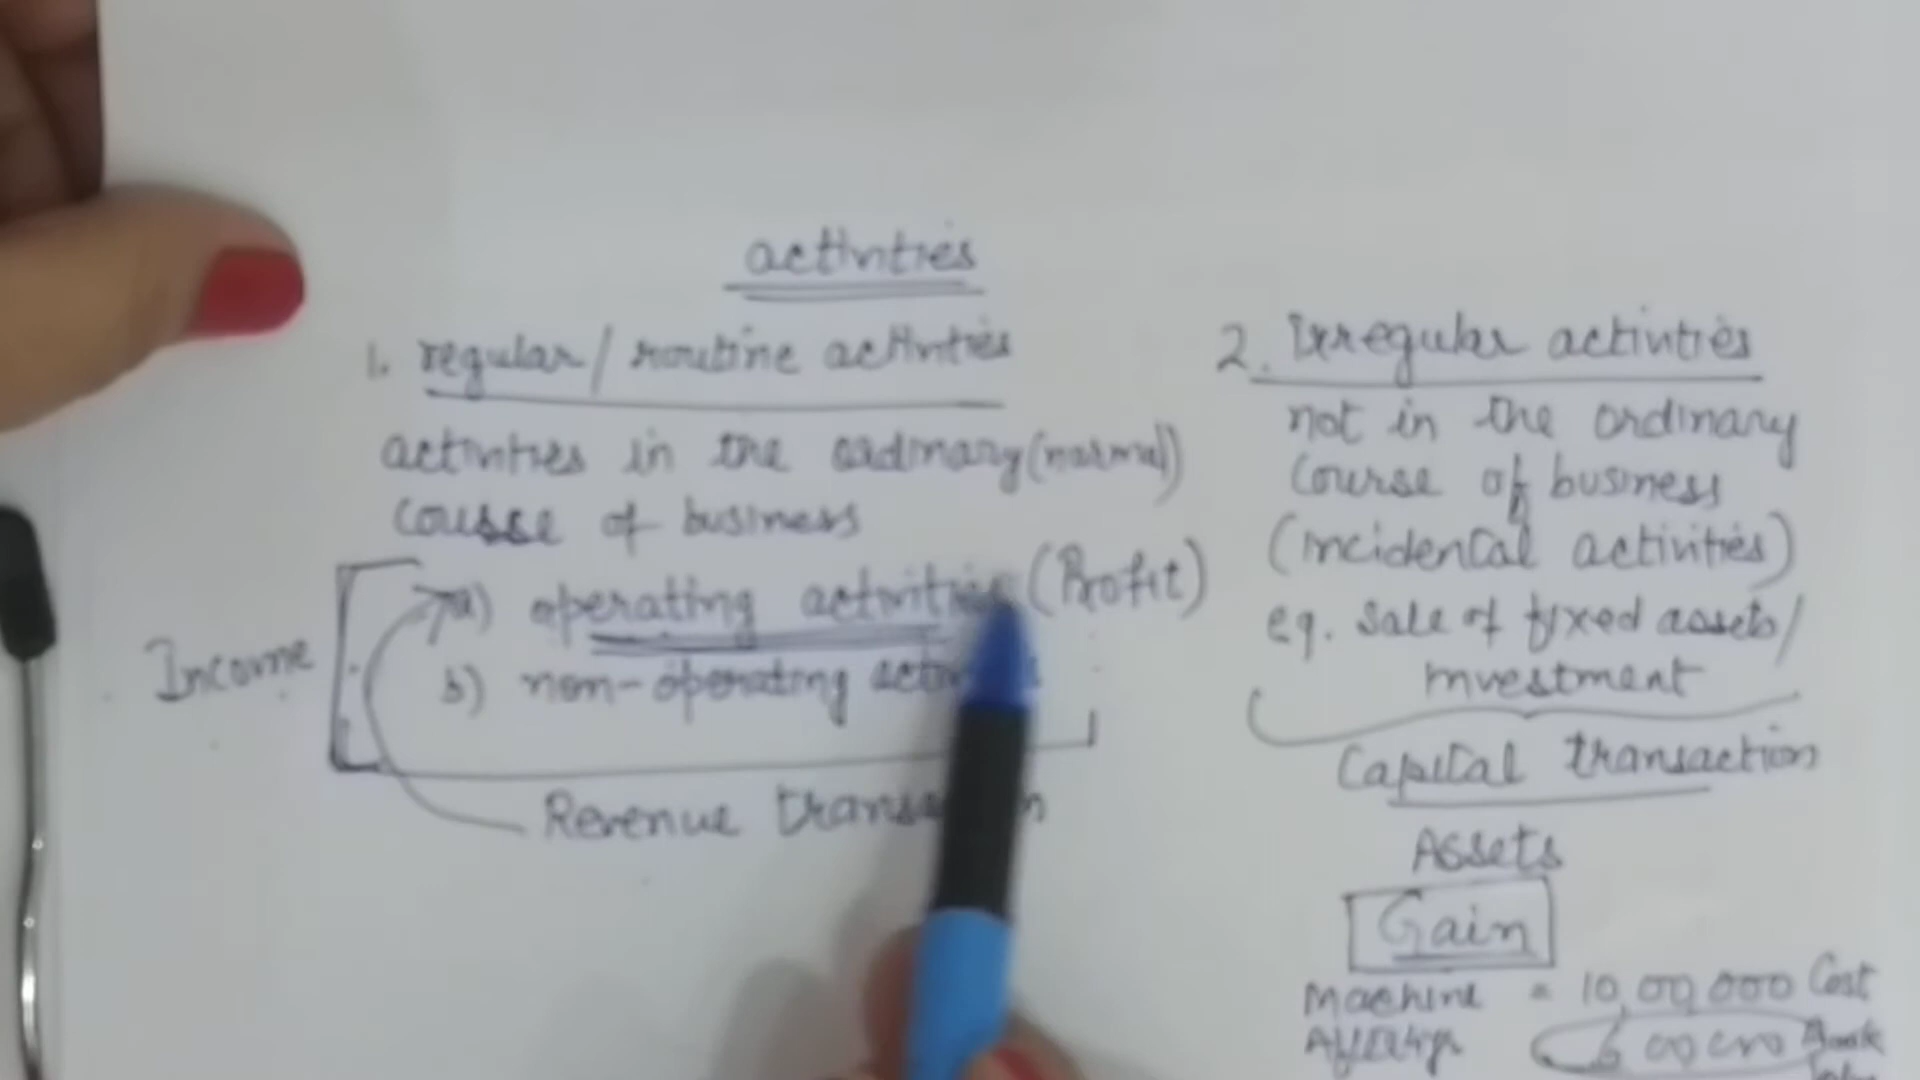 activities
1. regular/routine activities
activities in the ordinary (normal)
course of business
a) operating activities (Profit)
Income
b) non-operating
Revenue
2. Irregular activities
not in the ordinary
course of business
(incidental activities)
eg. sale of fixed assets/
investment
Capital transaction
Assets
Gain
Machine = 10,00,000 Cost
Book